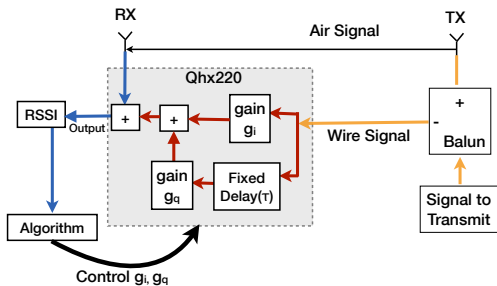 RX
TX
Air Signal
Qhx220
RSSI
Output
+
+
gain
gi
Wire Signal
+
-
Balun
gain
gq
Fixed
Delay(τ)
Signal to
Transmit
Algorithm
Control gi, gq